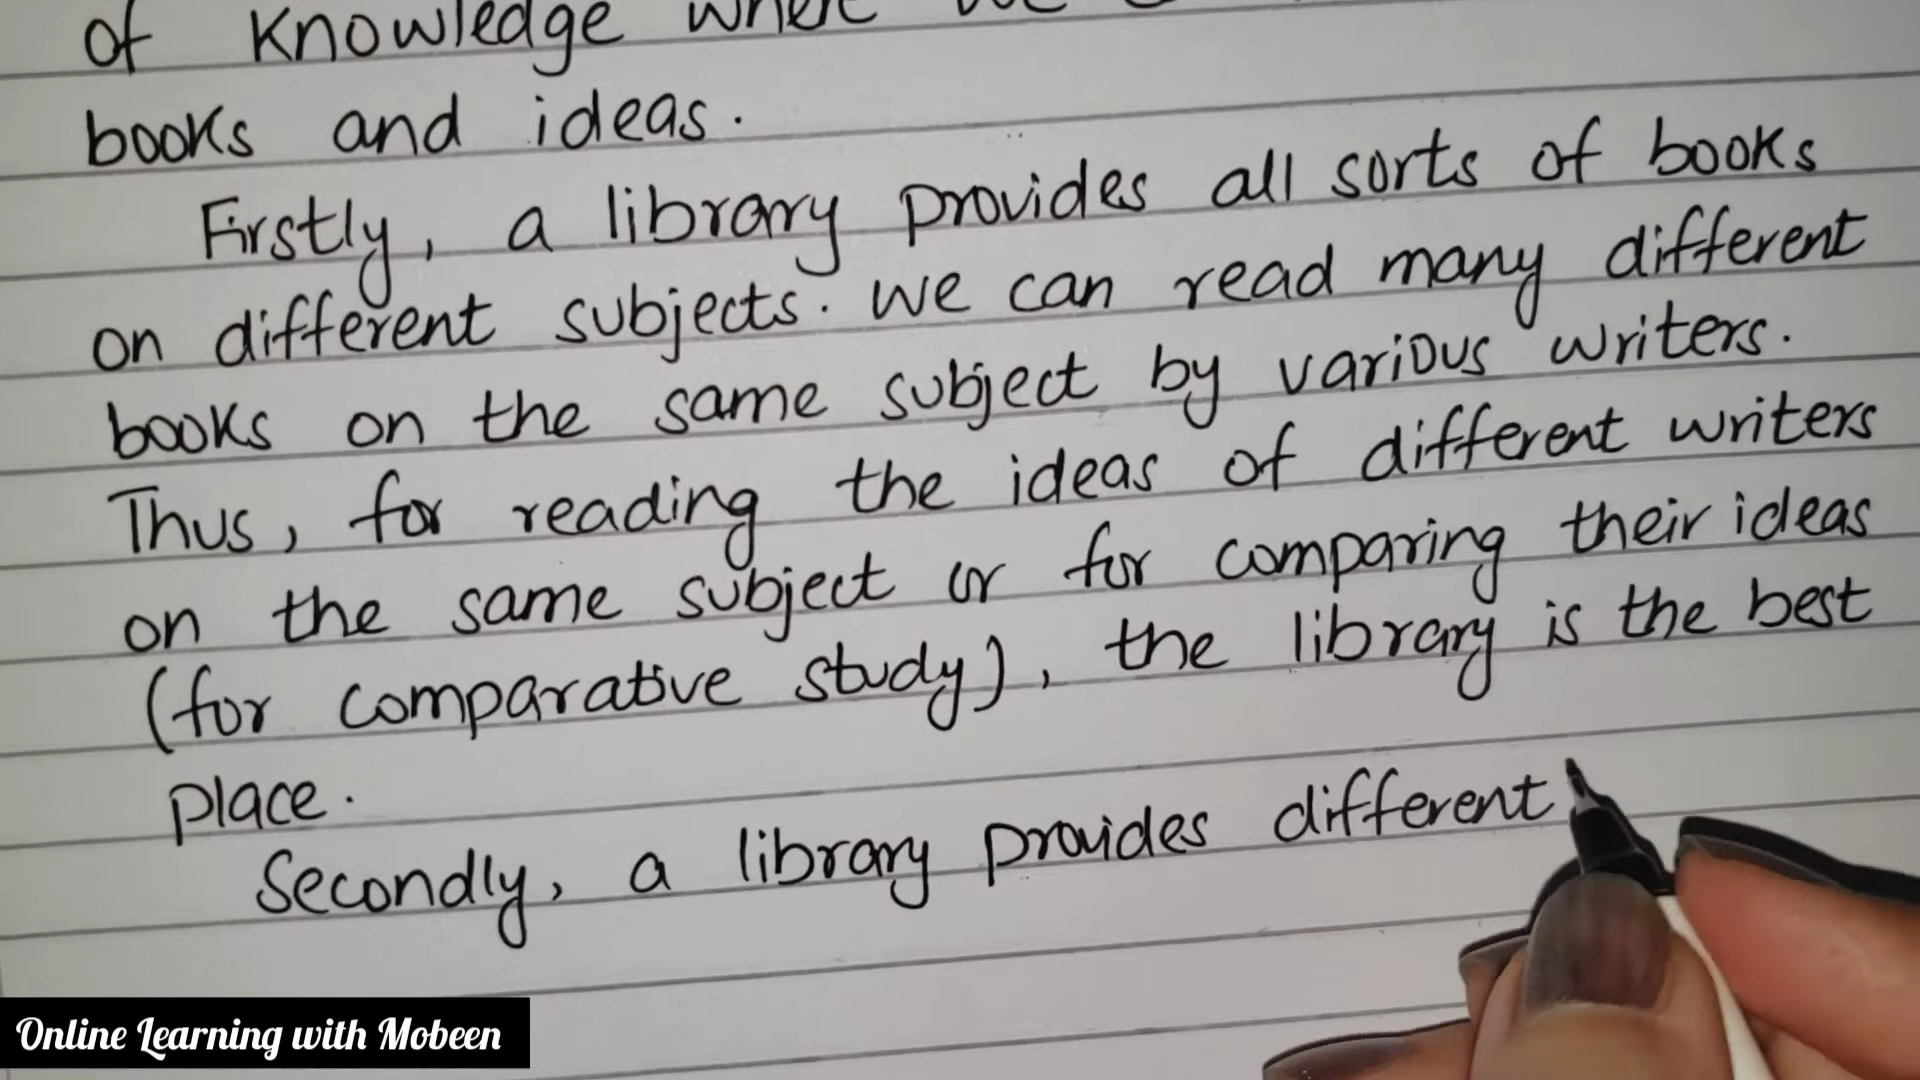 of knowledge where we
books and ideas.
Firstly, a library provides all sorts of books
on different subjects. We can read many different
books on the same subject by various writers.
Thus, for reading the ideas of different writers
on the same subject or for comparing their ideas
(for comparative study), the library is the best
place.
Secondly, a library provides different
Online Learning with Mobeen